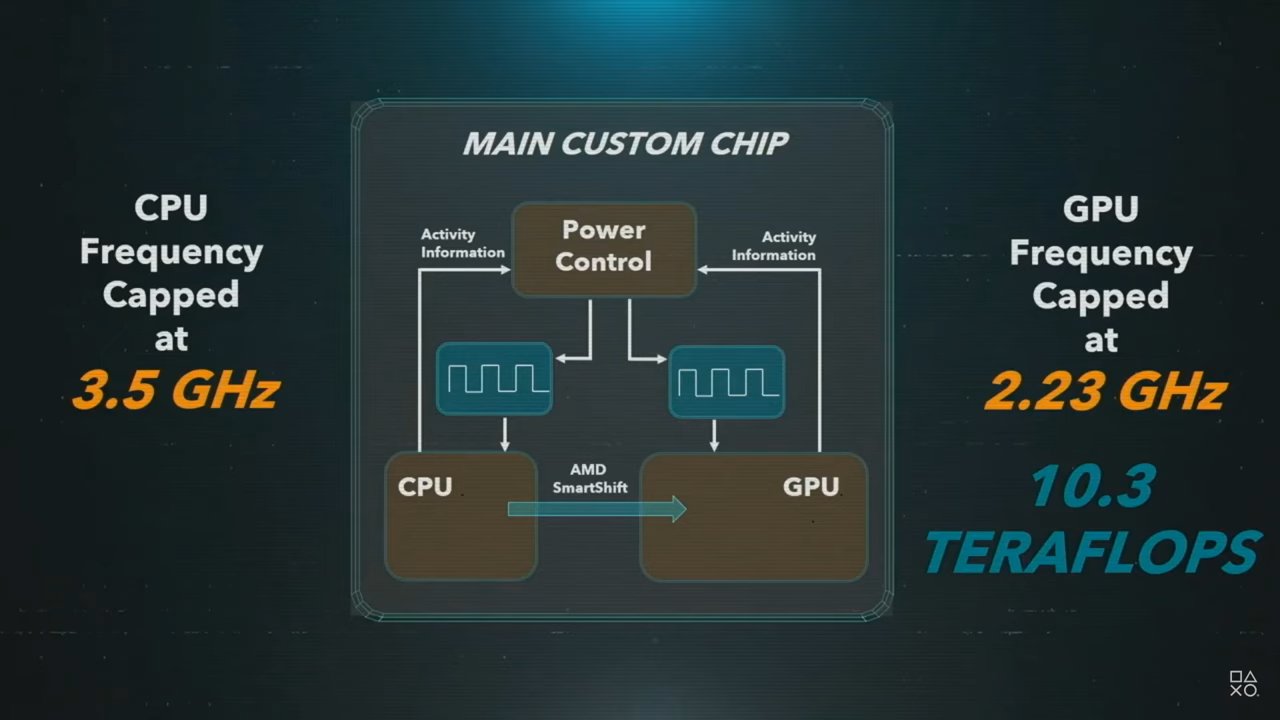 MAIN CUSTOM CHIP
CPU
Frequency
Capped
at
3.5 GHz
Activity
Information
Power
Control
Activity
Information
CPU
AMD
SmartShift
GPU
GPU
Frequency
Capped
at
2.23 GHz
10.3
TERAFLOPS